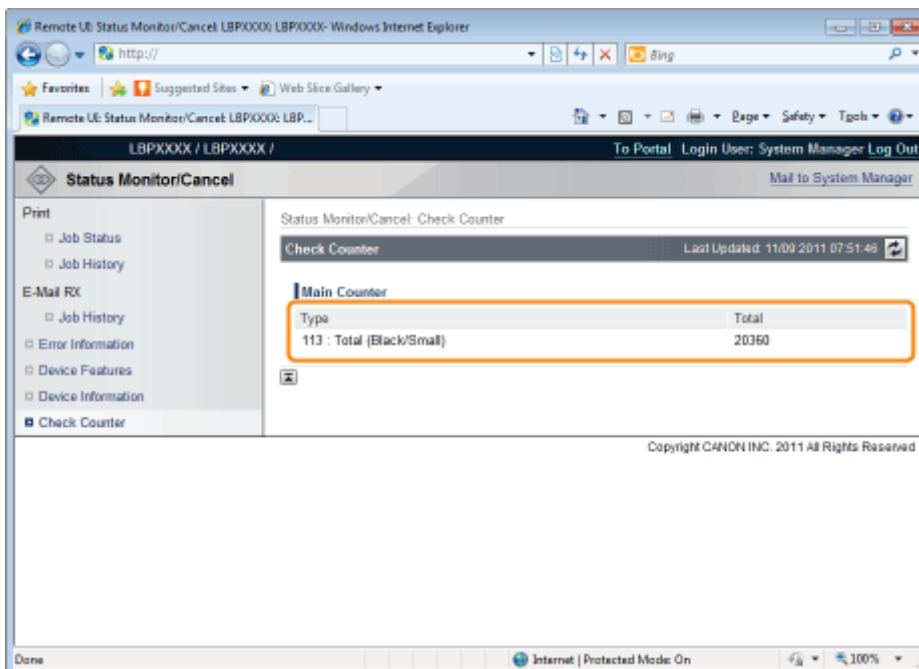 Remote UI: Status Monitor/Cancel: LBPXXXX: LBPXXXX- Windows Internet Explorer
http://
Bing
Favorites Suggested Sites Web Slice Gallery
Remote UI: Status Monitor/Cancel: LBPXXXX: LBP...
Page Safety Tools
LBPXXXX / LBPXXXX /
To Portal Login User: System Manager Log Out
Status Monitor/Cancel
Mail to System Manager
Print
Job Status
Job History
E-Mail RX
Job History
Error Information
Device Features
Device Information
Check Counter
Status Monitor/Cancel: Check Counter
Check Counter
Last Updated: 11/09 2011 07:51:46
Main Counter
Type Total
113 : Total (Black/Small) 20360
Copyright CANON INC. 2011 All Rights Reserved
Done
Internet | Protected Mode: On
100%